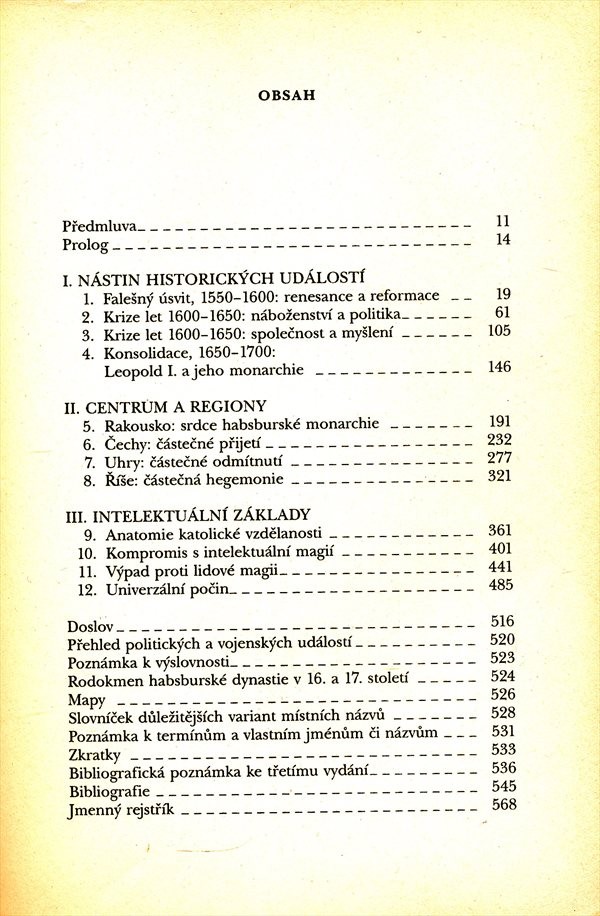 OBSAH
Předmluva 11
Prolog 14
I. NÁSTIN HISTORICKÝCH UDÁLOSTÍ
1. Falešný úsvit, 1550–1600: renesance a reformace 19
2. Krize let 1600–1650: náboženství a politika 61
3. Krize let 1600–1650: společnost a myšlení 105
4. Konsolidace, 1650–1700:
Leopold I. a jeho monarchie 146
II. CENTRUM A REGIONY
5. Rakousko: srdce habsburské monarchie 191
6. Čechy: částečné přijetí 232
7. Uhry: částečné odmítnutí 277
8. Říše: částečná hegemonie 321
III. INTELEKTUÁLNÍ ZÁKLADY
9. Anatomie katolické vzdělanosti 361
10. Kompromis s intelektuální magií 401
11. Výpad proti lidové magii 441
12. Univerzální počin 485
Doslov 516
Přehled politických a vojenských událostí 520
Poznámka k výslovnosti 523
Rodokmen habsburské dynastie v 16. a 17. století 524
Mapy 526
Slovníček důležitějších variant místních názvů 528
Poznámka k termínům a vlastním jménům či názvům 531
Zkratky 533
Bibliografická poznámka ke třetímu vydání 536
Bibliografie 545
Jmenný rejstřík 568